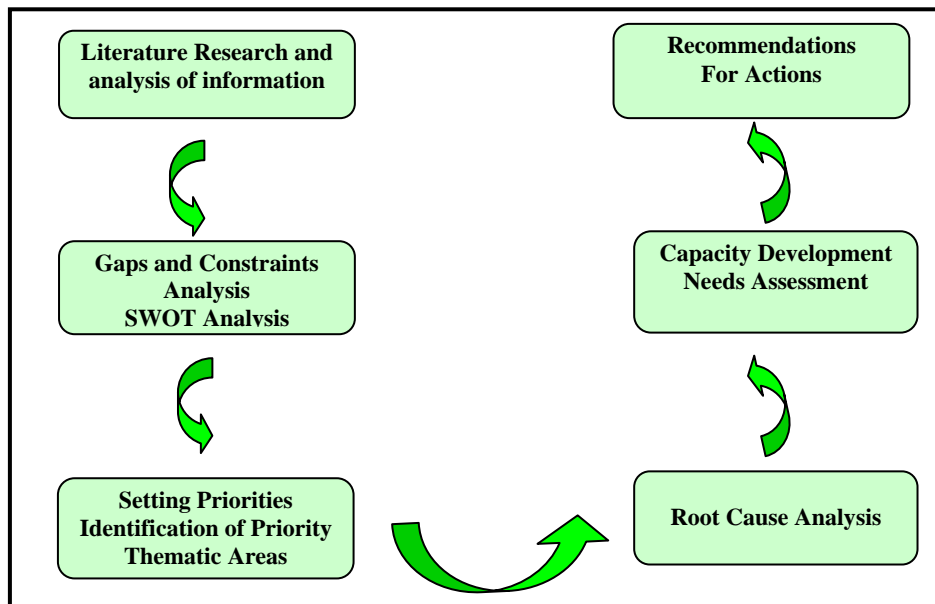 Literature Research and
analysis of information
Gaps and Constraints
Analysis
SWOT Analysis
Setting Priorities
Identification of Priority
Thematic Areas
Root Cause Analysis
Capacity Development
Needs Assessment
Recommendations
For Actions